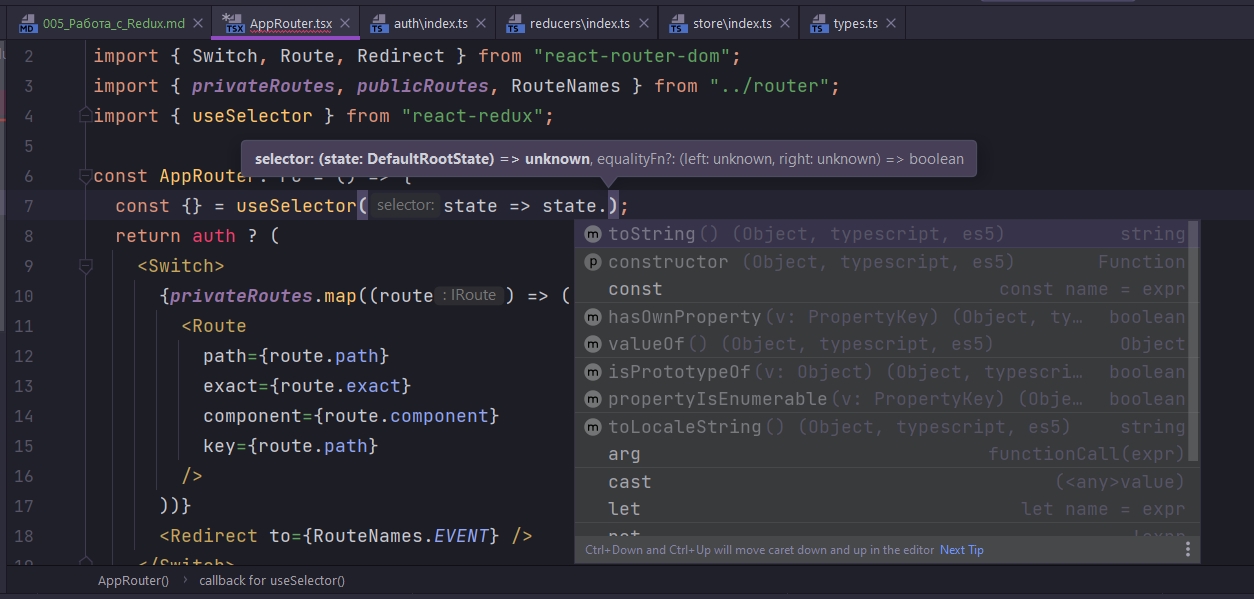 005_Работа_с_Redux.md AppRouter.tsx auth\index.ts reducers\index.ts store\index.ts types.ts
2 import { Switch, Route, Redirect } from "react-router-dom";
3 import { privateRoutes, publicRoutes, RouteNames } from "../router";
4 import { useSelector } from "react-redux";
5
selector: (state: DefaultRootState) => unknown, equalityFn?: (left: unknown, right: unknown) => boolean
6 const AppRouter: FC = () => {
7 const {} = useSelector( selector: state => state.);
8 return auth ? (
9 <Switch>
10 {privateRoutes.map((route : IRoute ) => (
11 <Route
12 path={route.path}
13 exact={route.exact}
14 component={route.component}
15 key={route.path}
16 />
17 ))}
18 <Redirect to={RouteNames.EVENT} />
19 </Switch>
toString() (Object, typescript, es5) string
constructor (Object, typescript, es5) Function
const const name = expr
hasOwnProperty(v: PropertyKey) (Object, ty… boolean
valueOf() (Object, typescript, es5) Object
isPrototypeOf(v: Object) (Object, typescri… boolean
propertyIsEnumerable(v: PropertyKey) (Obje… boolean
toLocaleString() (Object, typescript, es5) string
arg functionCall(expr)
cast (<any>value)
let let name = expr
not !expr
Ctrl+Down and Ctrl+Up will move caret down and up in the editor Next Tip
AppRouter() › callback for useSelector()